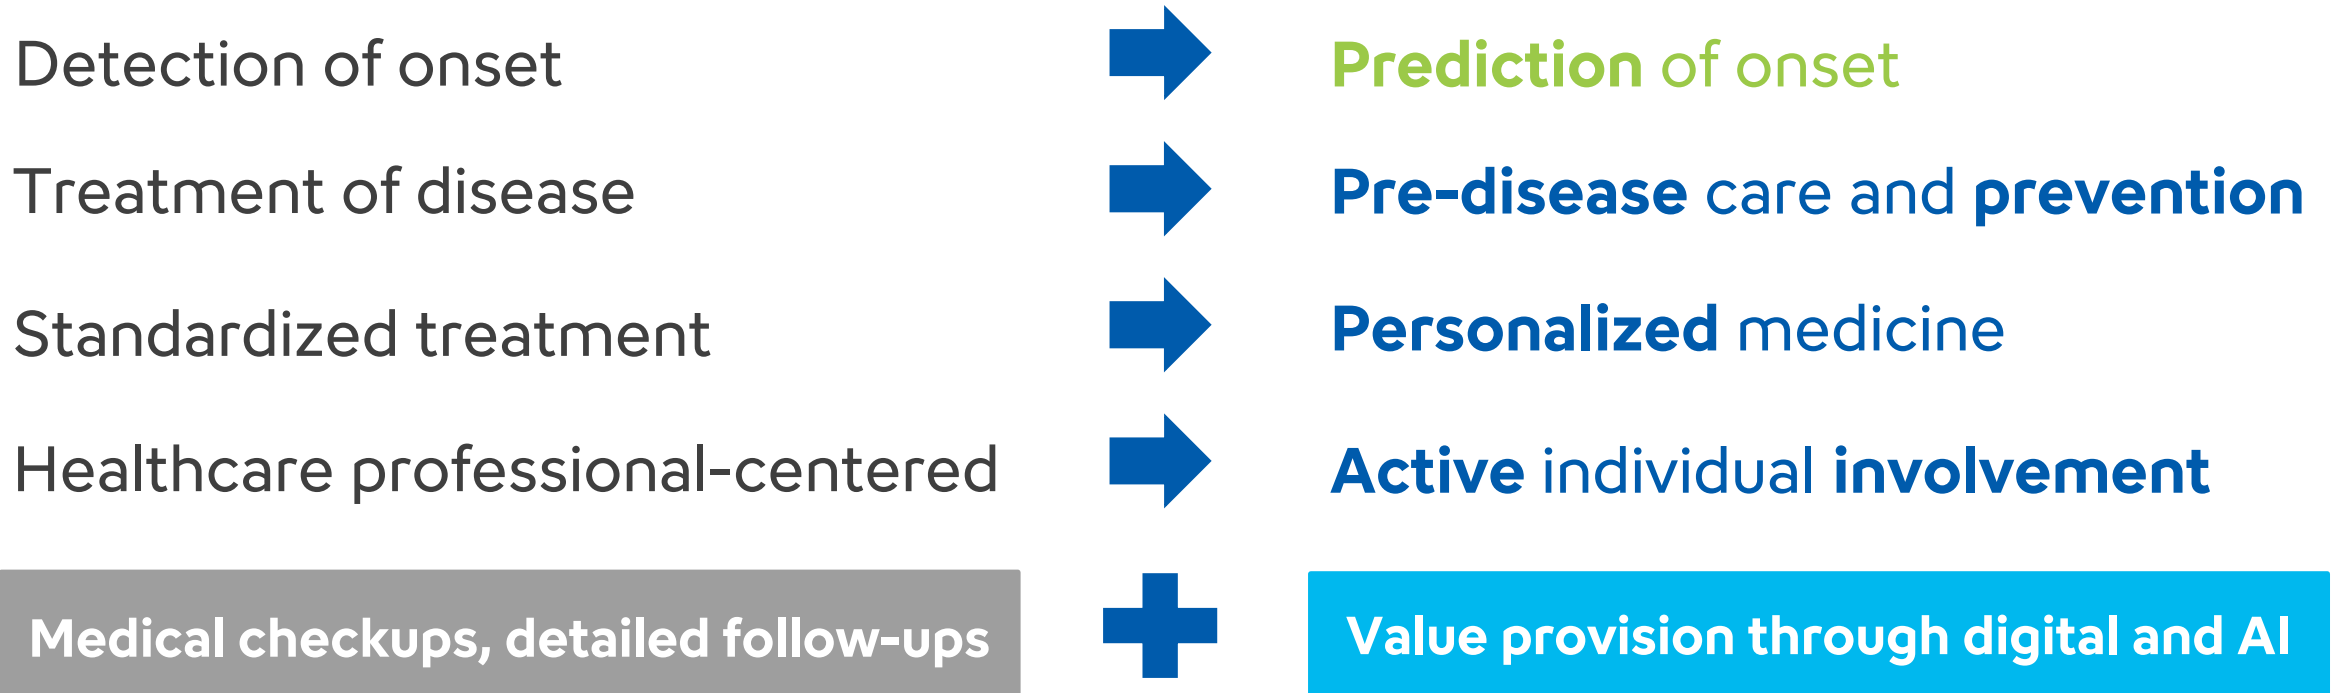 Detection of onset
Prediction of onset
Treatment of disease
Pre-disease care and prevention
Standardized treatment
Personalized medicine
Healthcare professional-centered
Active individual involvement
Medical checkups, detailed follow-ups
Value provision through digital and AI